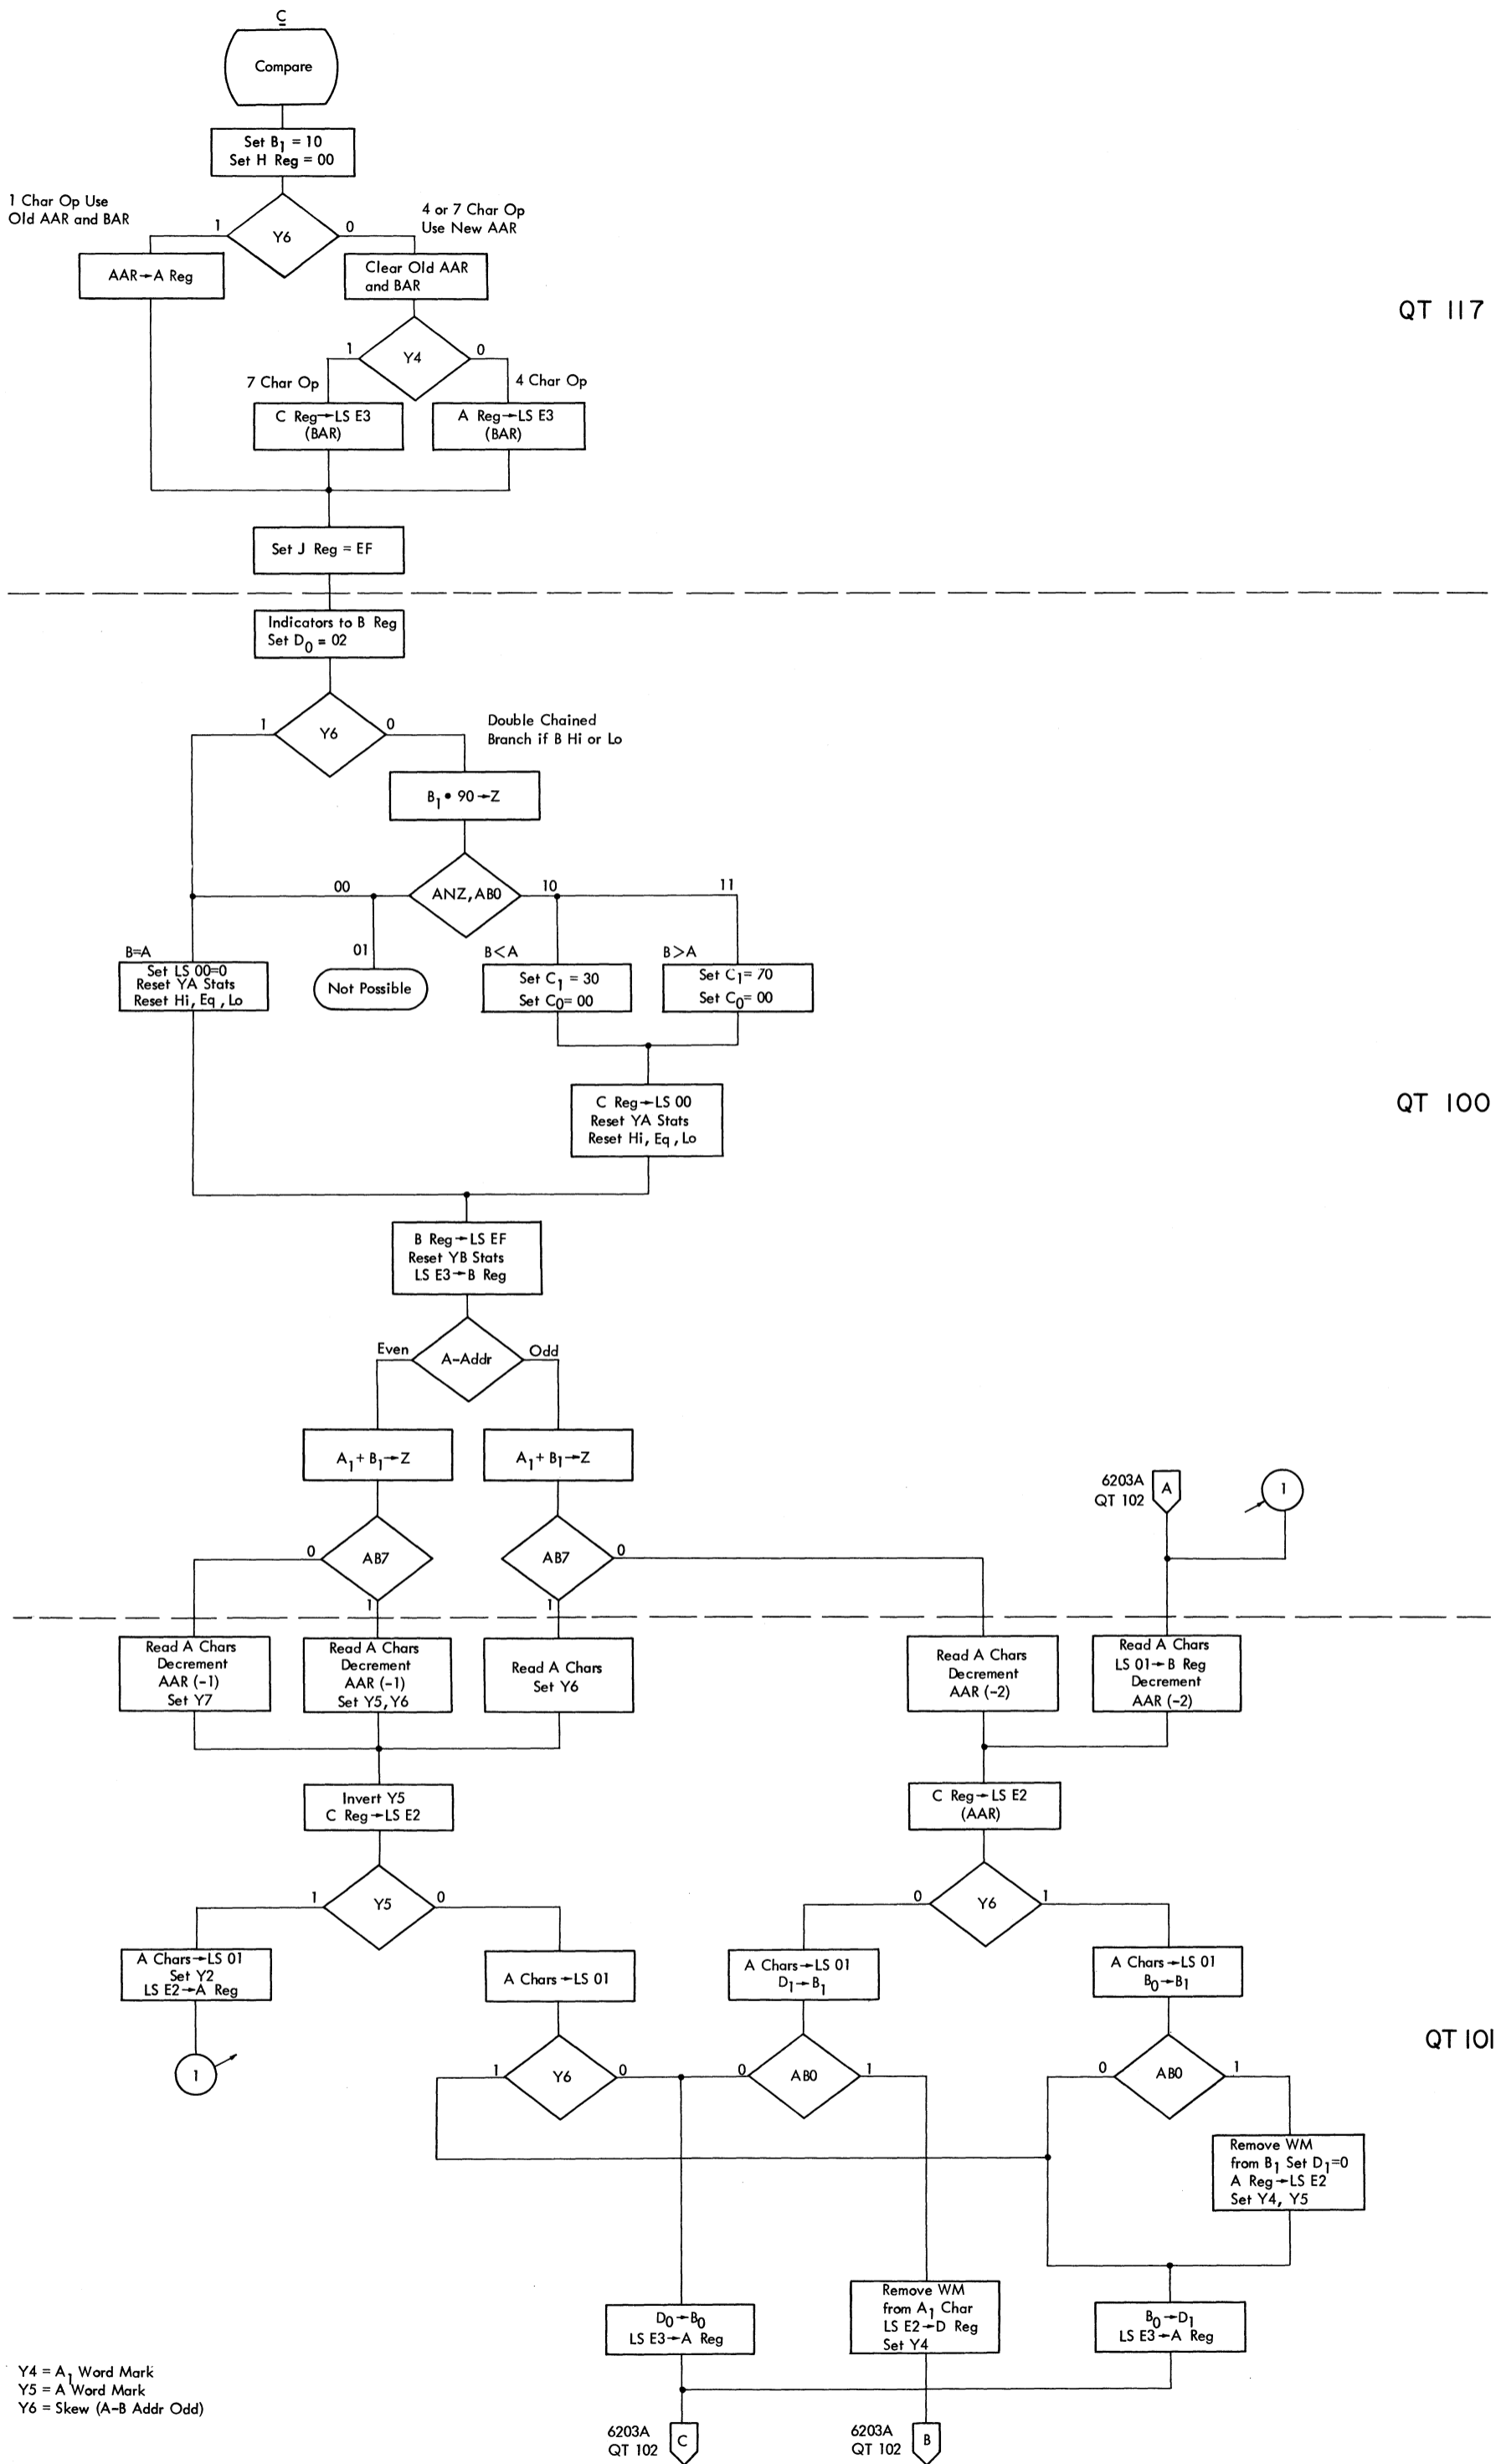 C
Compare
Set B1 = 10
Set H Reg = 00
1 Char Op Use
Old AAR and BAR
1
Y6
0
4 or 7 Char Op
Use New AAR
AAR→A Reg
Clear Old AAR
and BAR
QT 117
1
Y4
0
7 Char Op
4 Char Op
C Reg→LS E3
(BAR)
A Reg→LS E3
(BAR)
Set J Reg = EF
Indicators to B Reg
Set D0 = 02
1
Y6
0
Double Chained
Branch if B Hi or Lo
B1 • 90→Z
00
ANZ, AB0
10
11
01
B=A
Set LS 00=0
Reset YA Stats
Reset Hi, Eq, Lo
Not Possible
B<A
Set C1 = 30
Set C0= 00
B>A
Set C1= 70
Set C0= 00
C Reg→LS 00
Reset YA Stats
Reset Hi, Eq, Lo
QT 100
B Reg→LS EF
Reset YB Stats
LS E3→B Reg
Even
A-Addr
Odd
A1+ B1→Z
A1+ B1→Z
6203A
QT 102
A
1
0
AB7
1
AB7
0
1
Read A Chars
Decrement
AAR (-1)
Set Y7
Read A Chars
Decrement
AAR (-1)
Set Y5, Y6
Read A Chars
Set Y6
Read A Chars
Decrement
AAR (-2)
Read A Chars
LS 01→B Reg
Decrement
AAR (-2)
Invert Y5
C Reg→LS E2
C Reg→LS E2
(AAR)
1
Y5
0
0
Y6
1
A Chars→LS 01
Set Y2
LS E2→A Reg
A Chars→LS 01
A Chars→LS 01
D1→B1
A Chars→LS 01
B0→B1
QT 101
1
1
Y6
0
0
AB0
1
0
AB0
1
Remove WM
from B1 Set D1=0
A Reg→LS E2
Set Y4, Y5
D0→B0
LS E3→A Reg
Remove WM
from A1 Char
LS E2→D Reg
Set Y4
B0→D1
LS E3→A Reg
Y4 = A1 Word Mark
Y5 = A Word Mark
Y6 = Skew (A-B Addr Odd)
6203A
QT 102
C
6203A
QT 102
B